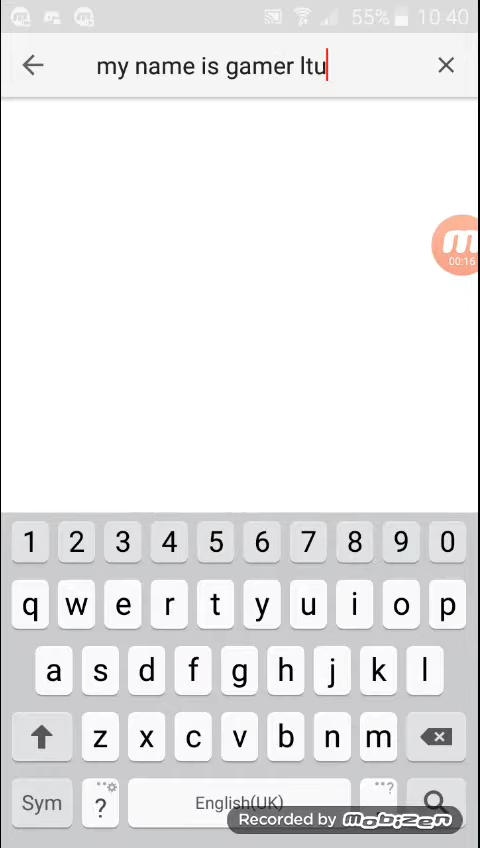 55% 10:40
my name is gamer ltu
00:16
1 2 3 4 5 6 7 8 9 0
q w e r t y u i o p
a s d f g h j k l
z x c v b n m
Sym ? English(UK) ?
Recorded by mobizen